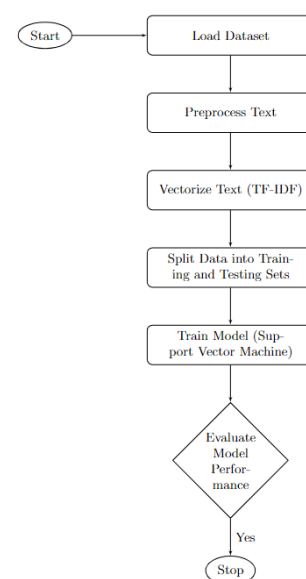 Start
Load Dataset
Preprocess Text
Vectorize Text (TF-IDF)
Split Data into Train-
ing and Testing Sets
Train Model (Sup-
port Vector Machine)
Evaluate
Model
Perfor-
mance
Yes
Stop